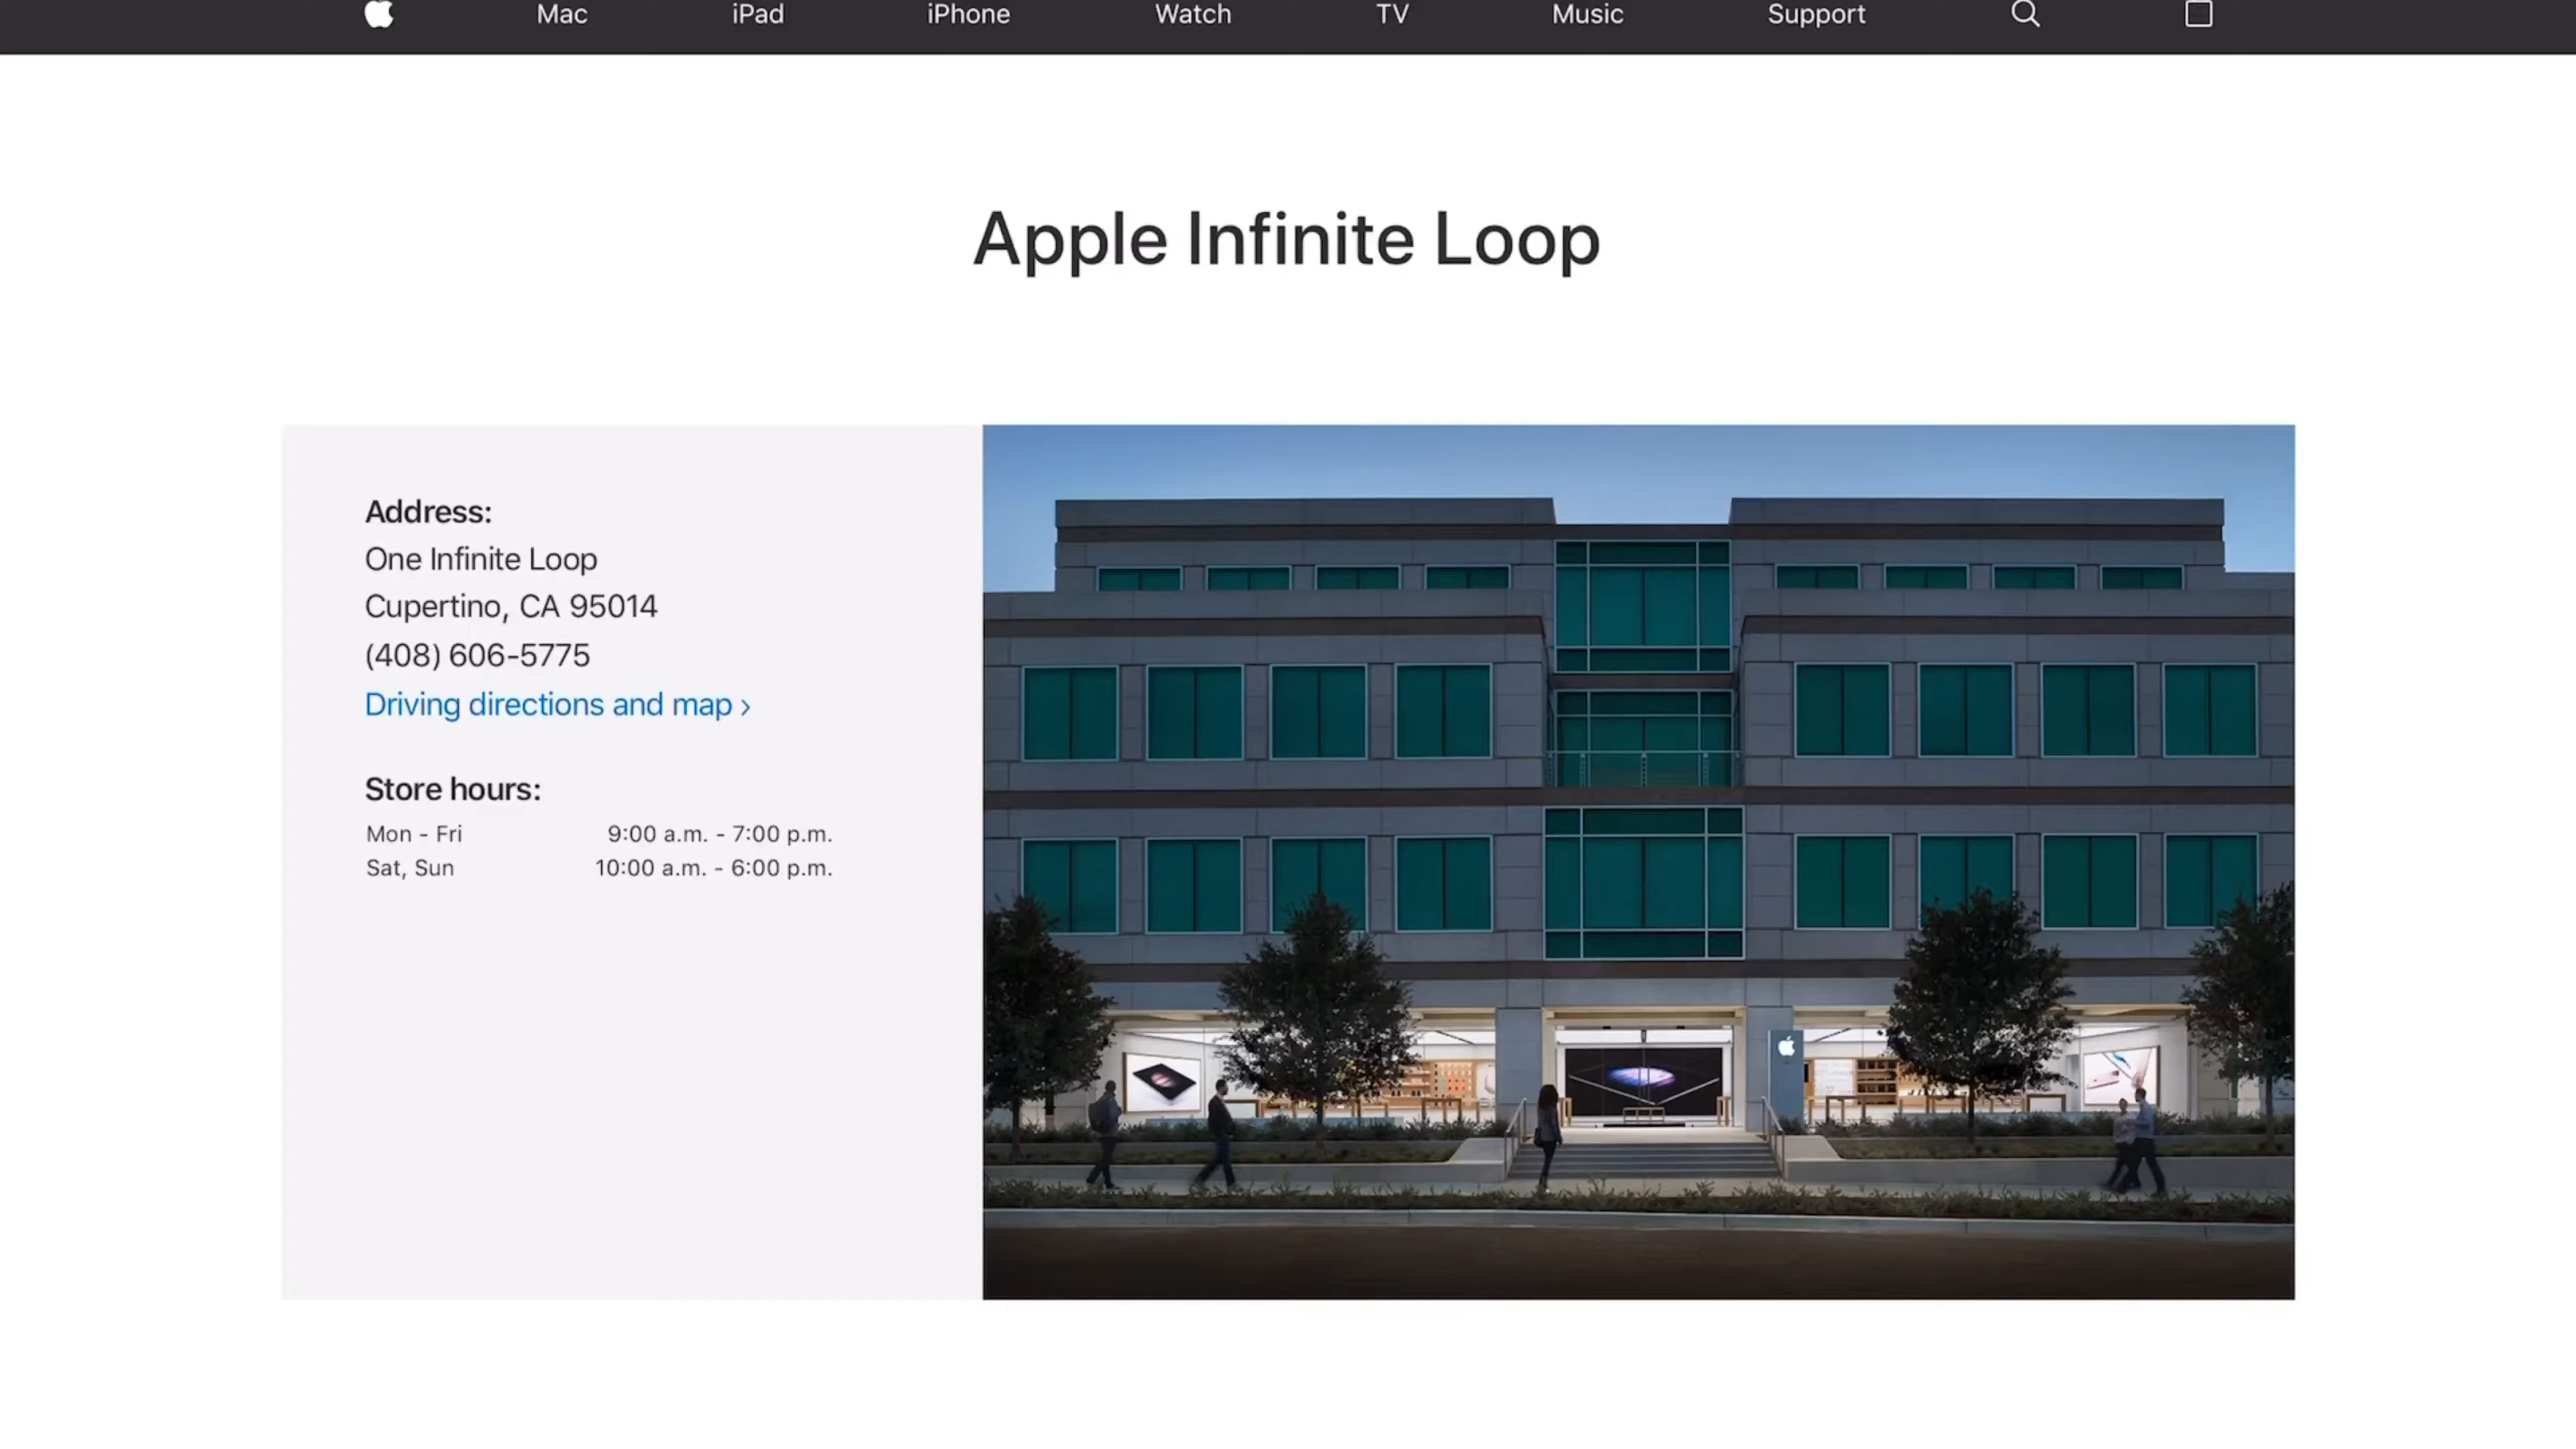 Mac iPad iPhone Watch TV Music Support
Apple Infinite Loop
Address:
One Infinite Loop
Cupertino, CA 95014
(408) 606-5775
Driving directions and map ›
Store hours:
Mon - Fri 9:00 a.m. - 7:00 p.m.
Sat, Sun 10:00 a.m. - 6:00 p.m.